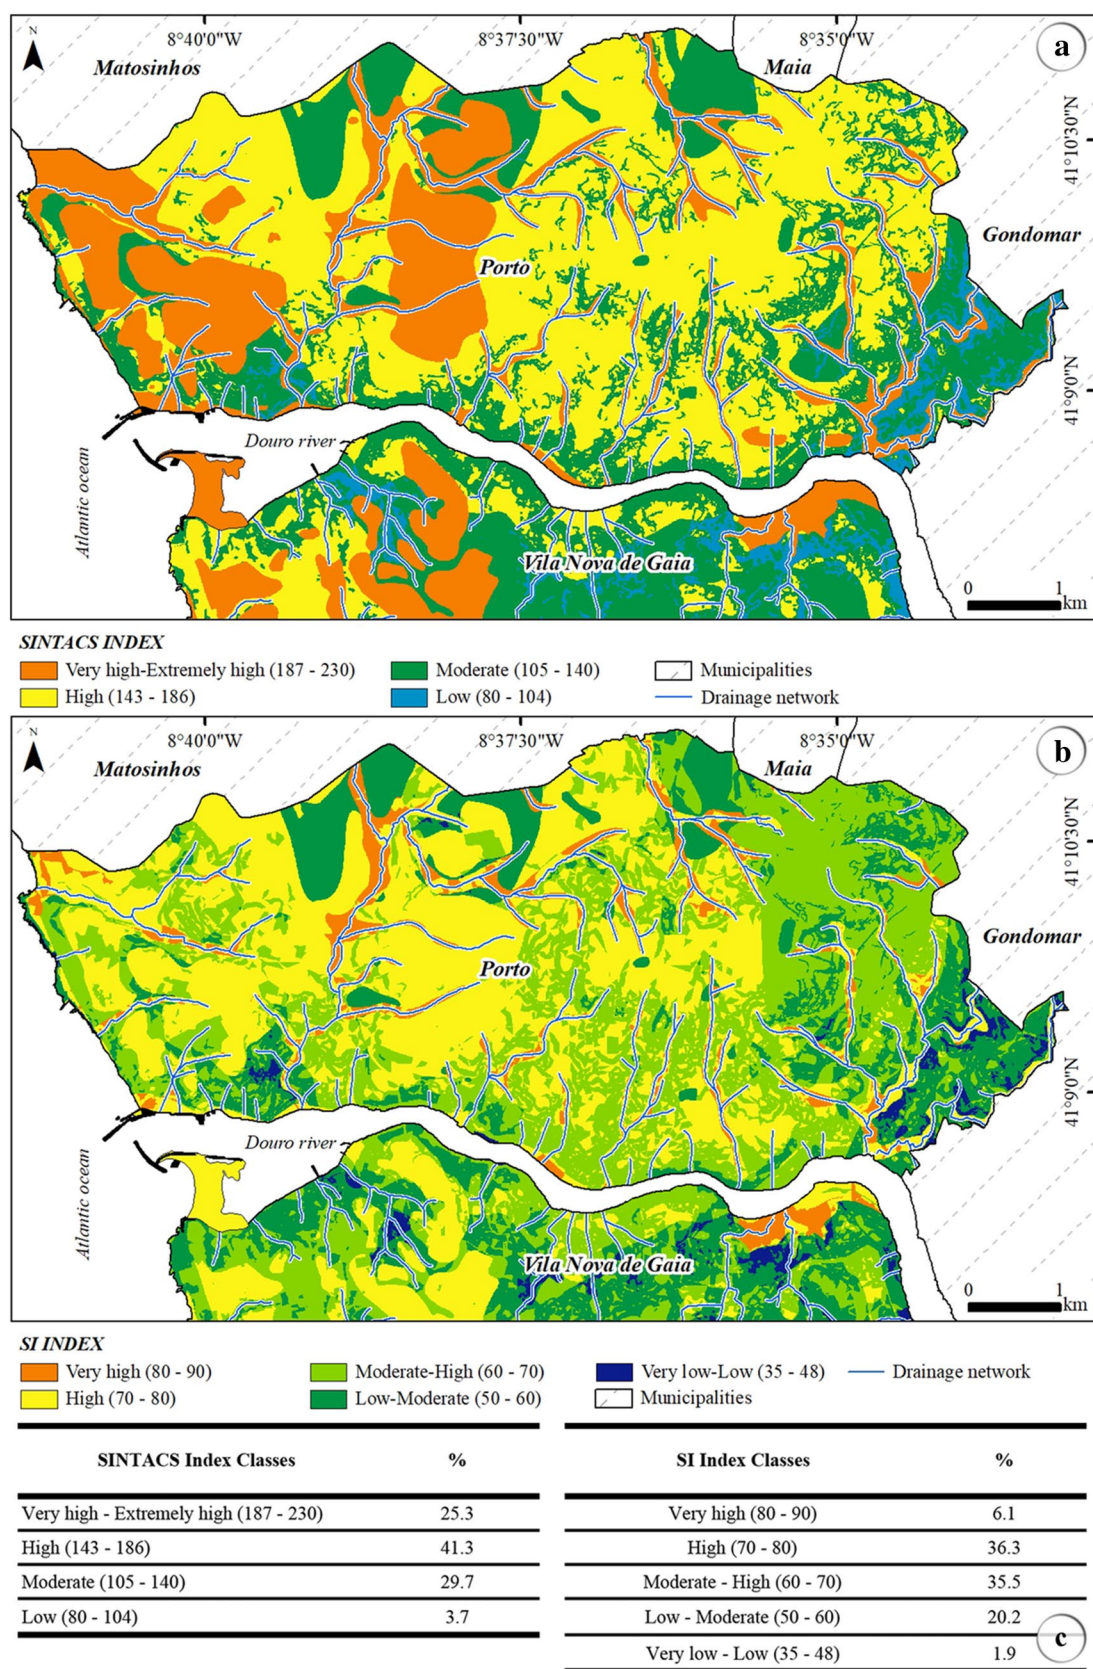 a
N
8°40'0"W
8°37'30"W
8°35'0"W
Matosinhos
Maia
41°10'30"N
Gondomar
Porto
41°9'0"N
Douro river
Atlantic ocean
Vila Nova de Gaia
0 1
km
SINTACS INDEX
Very high-Extremely high (187 - 230)
Moderate (105 - 140)
Municipalities
High (143 - 186)
Low (80 - 104)
Drainage network
b
N
8°40'0"W
8°37'30"W
8°35'0"W
Matosinhos
Maia
41°10'30"N
Gondomar
Porto
41°9'0"N
Douro river
Atlantic ocean
Vila Nova de Gaia
0 1
km
SI INDEX
Very high (80 - 90)
Moderate-High (60 - 70)
Very low-Low (35 - 48)
Drainage network
High (70 - 80)
Low-Moderate (50 - 60)
Municipalities
SINTACS Index Classes %
Very high - Extremely high (187 - 230) 25.3
High (143 - 186) 41.3
Moderate (105 - 140) 29.7
Low (80 - 104) 3.7
SI Index Classes %
Very high (80 - 90) 6.1
High (70 - 80) 36.3
Moderate - High (60 - 70) 35.5
Low - Moderate (50 - 60) 20.2
Very low - Low (35 - 48) 1.9
c